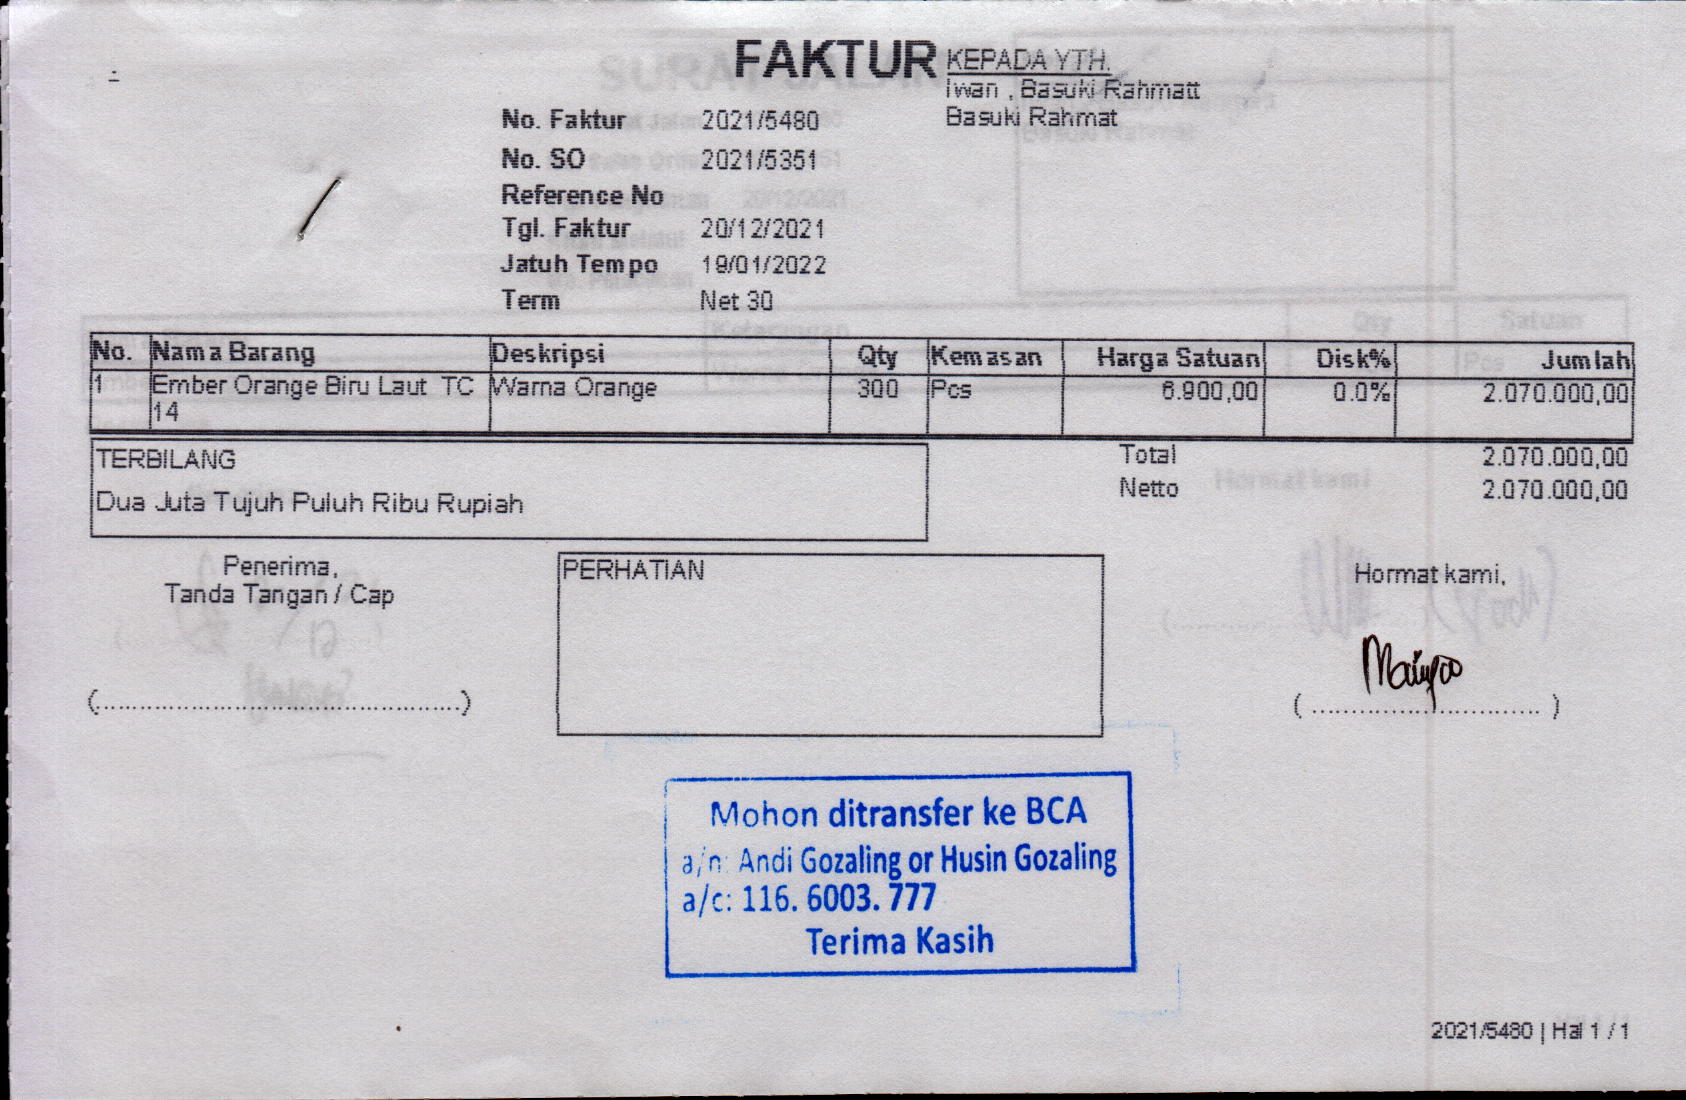 FAKTUR
KEPADA YTH.
Iwan , Basuki Rahmatt
Basuki Rahmat
No. Faktur 2021/5480
No. SO 2021/5351
Reference No
Tgl. Faktur 20/12/2021
Jatuh Tempo 19/01/2022
Term Net 30
No. Nama Barang Deskripsi Qty Kemasan Harga Satuan Disk% Jumlah
1 Ember Orange Biru Laut TC Warna Orange 300 Pcs 6.900,00 0.0% 2.070.000,00
14
TERBILANG
Dua Juta Tujuh Puluh Ribu Rupiah
Total 2.070.000,00
Netto 2.070.000,00
Penerima,
Tanda Tangan / Cap
(....................................................)
PERHATIAN
Hormat kami,
( ............................. )
Mohon ditransfer ke BCA
a/n: Andi Gozaling or Husin Gozaling
a/c: 116. 6003. 777
Terima Kasih
2021/5480 | Hal 1 / 1